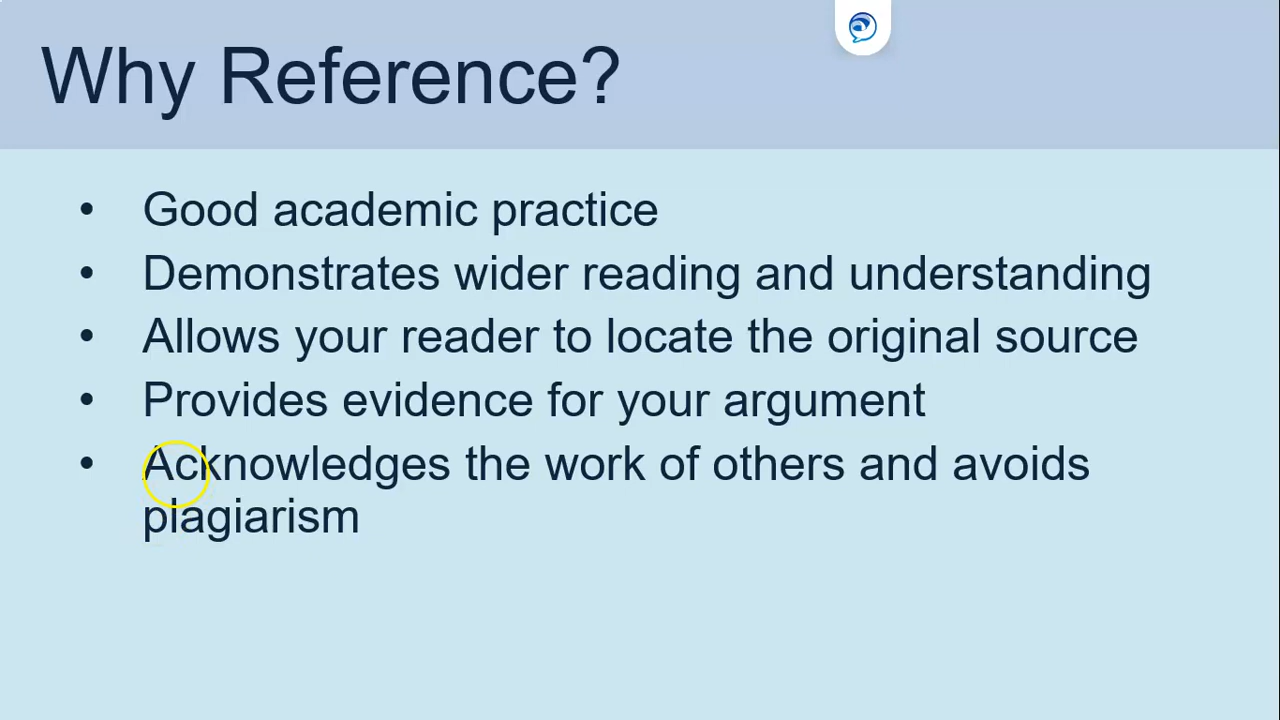 Why Reference?
• Good academic practice
• Demonstrates wider reading and understanding
• Allows your reader to locate the original source
• Provides evidence for your argument
• Acknowledges the work of others and avoids
plagiarism